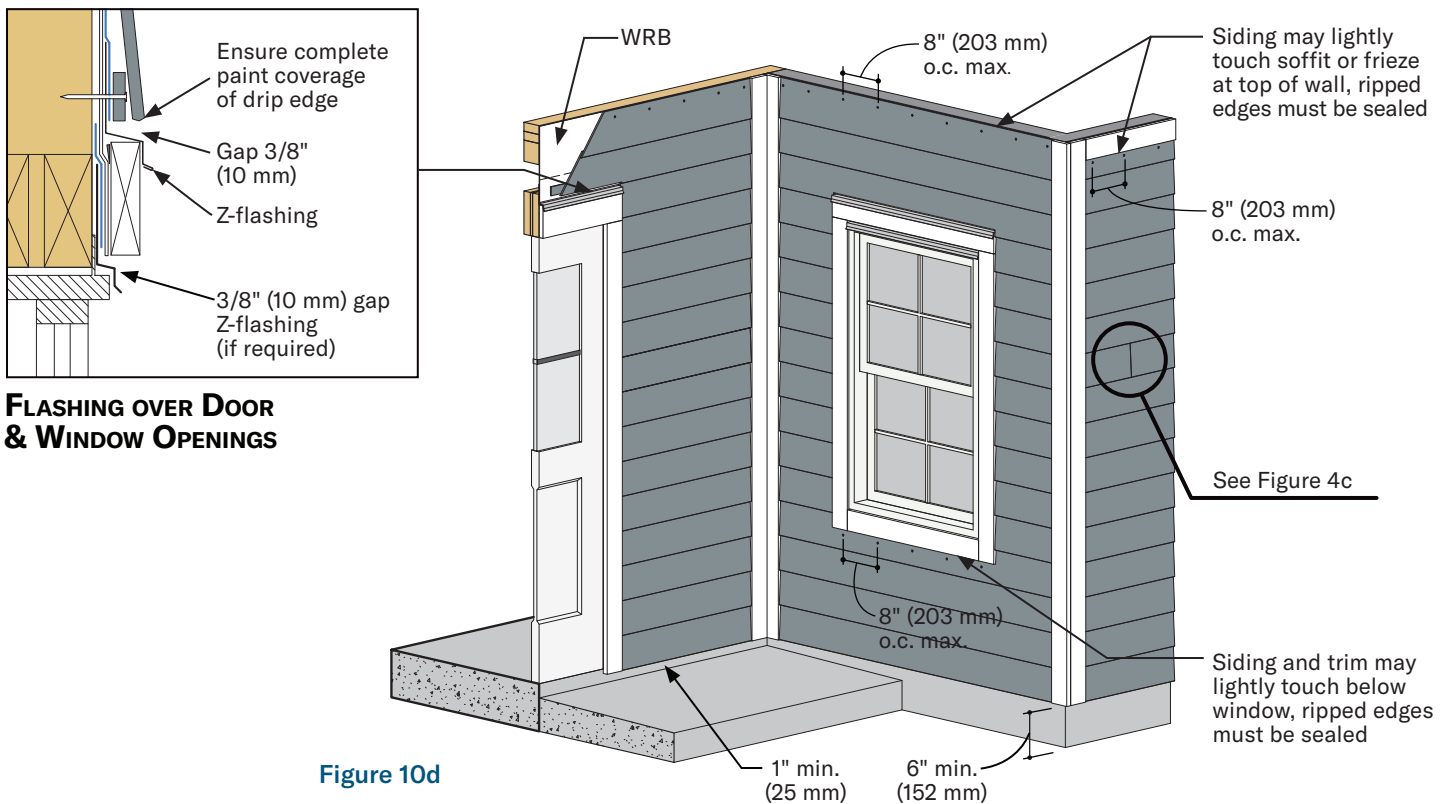 Ensure complete
paint coverage
of drip edge
Gap 3/8"
(10 mm)
Z-flashing
3/8" (10 mm) gap
Z-flashing
(if required)
FLASHING OVER DOOR
& WINDOW OPENINGS
WRB
8" (203 mm)
o.c. max.
Siding may lightly
touch soffit or frieze
at top of wall, ripped
edges must be sealed
8" (203 mm)
o.c. max.
See Figure 4c
8" (203 mm)
o.c. max.
Siding and trim may
lightly touch below
window, ripped edges
must be sealed
1" min.
(25 mm)
6" min.
(152 mm)
Figure 10d